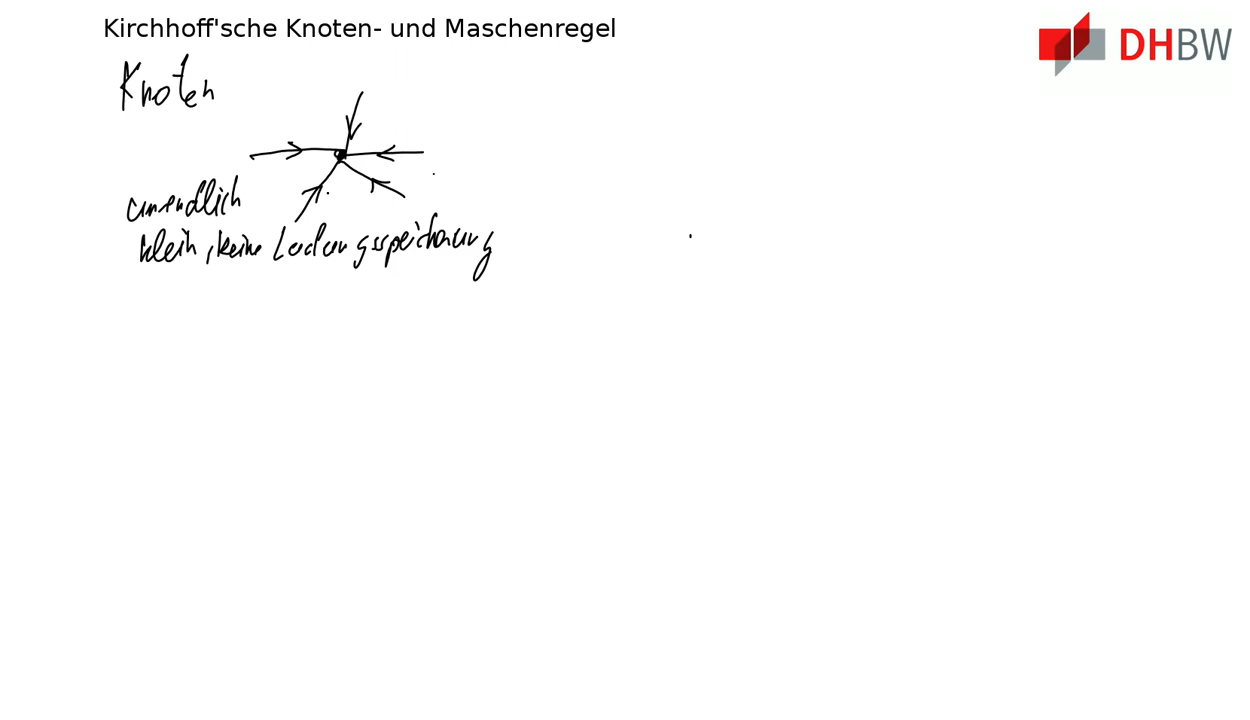 Kirchhoff'sche Knoten- und Maschenregel
DHBW
Knoten
unendlich
klein, keine Ladungsspeicherung